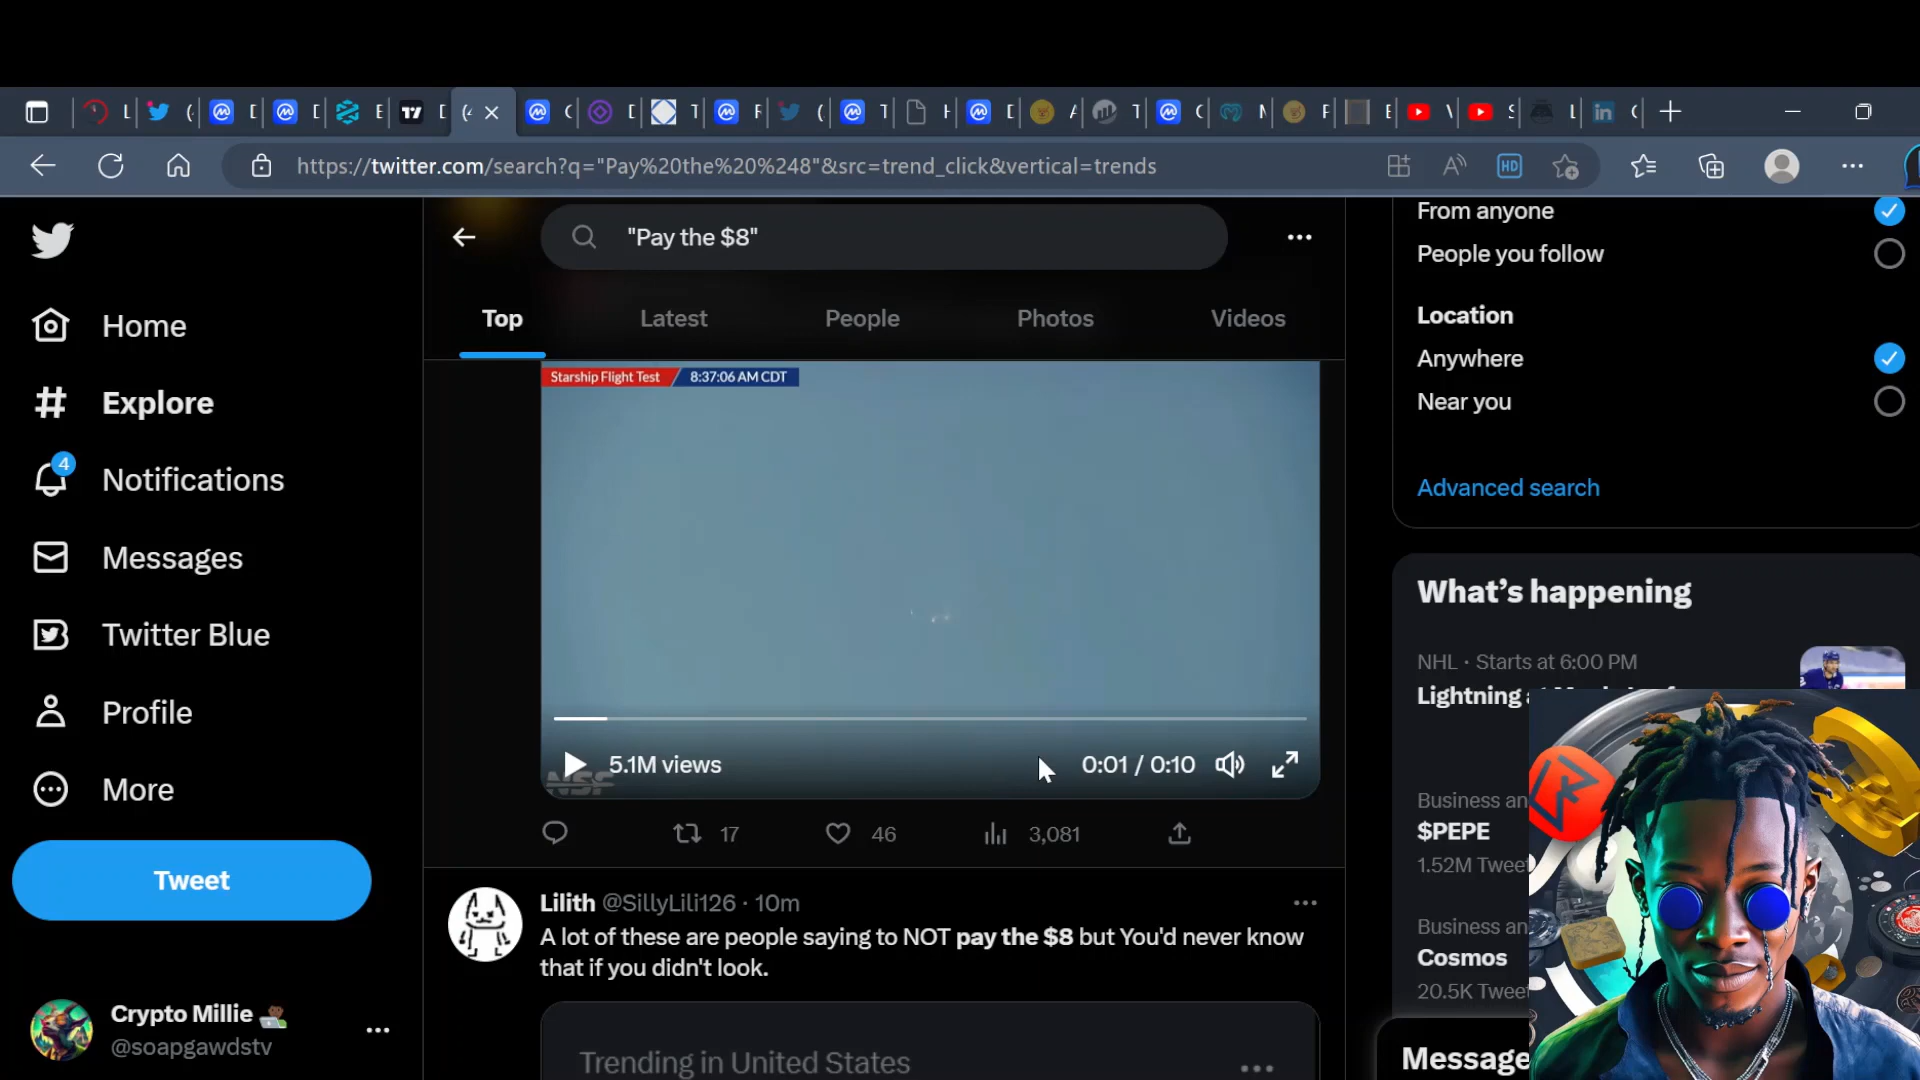 https://twitter.com/search?q="Pay%20the%20%248"&src=trend_click&vertical=trends
HD
"Pay the $8"
Top
Latest
People
Photos
Videos
Home
Explore
4
Notifications
Messages
Twitter Blue
Profile
More
Tweet
Crypto Millie
@soapgawdstv
Starship Flight Test
8:37:06 AM CDT
5.1M views
0:01 / 0:10
NSF
17
46
3,081
Lilith @SillyLili126 · 10m
A lot of these are people saying to NOT pay the $8 but You'd never know
that if you didn't look.
Trending in United States
From anyone
People you follow
Location
Anywhere
Near you
Advanced search
What's happening
NHL · Starts at 6:00 PM
Lightning
Business
$PEPE
1.52M
Business
Cosmos
20.5K